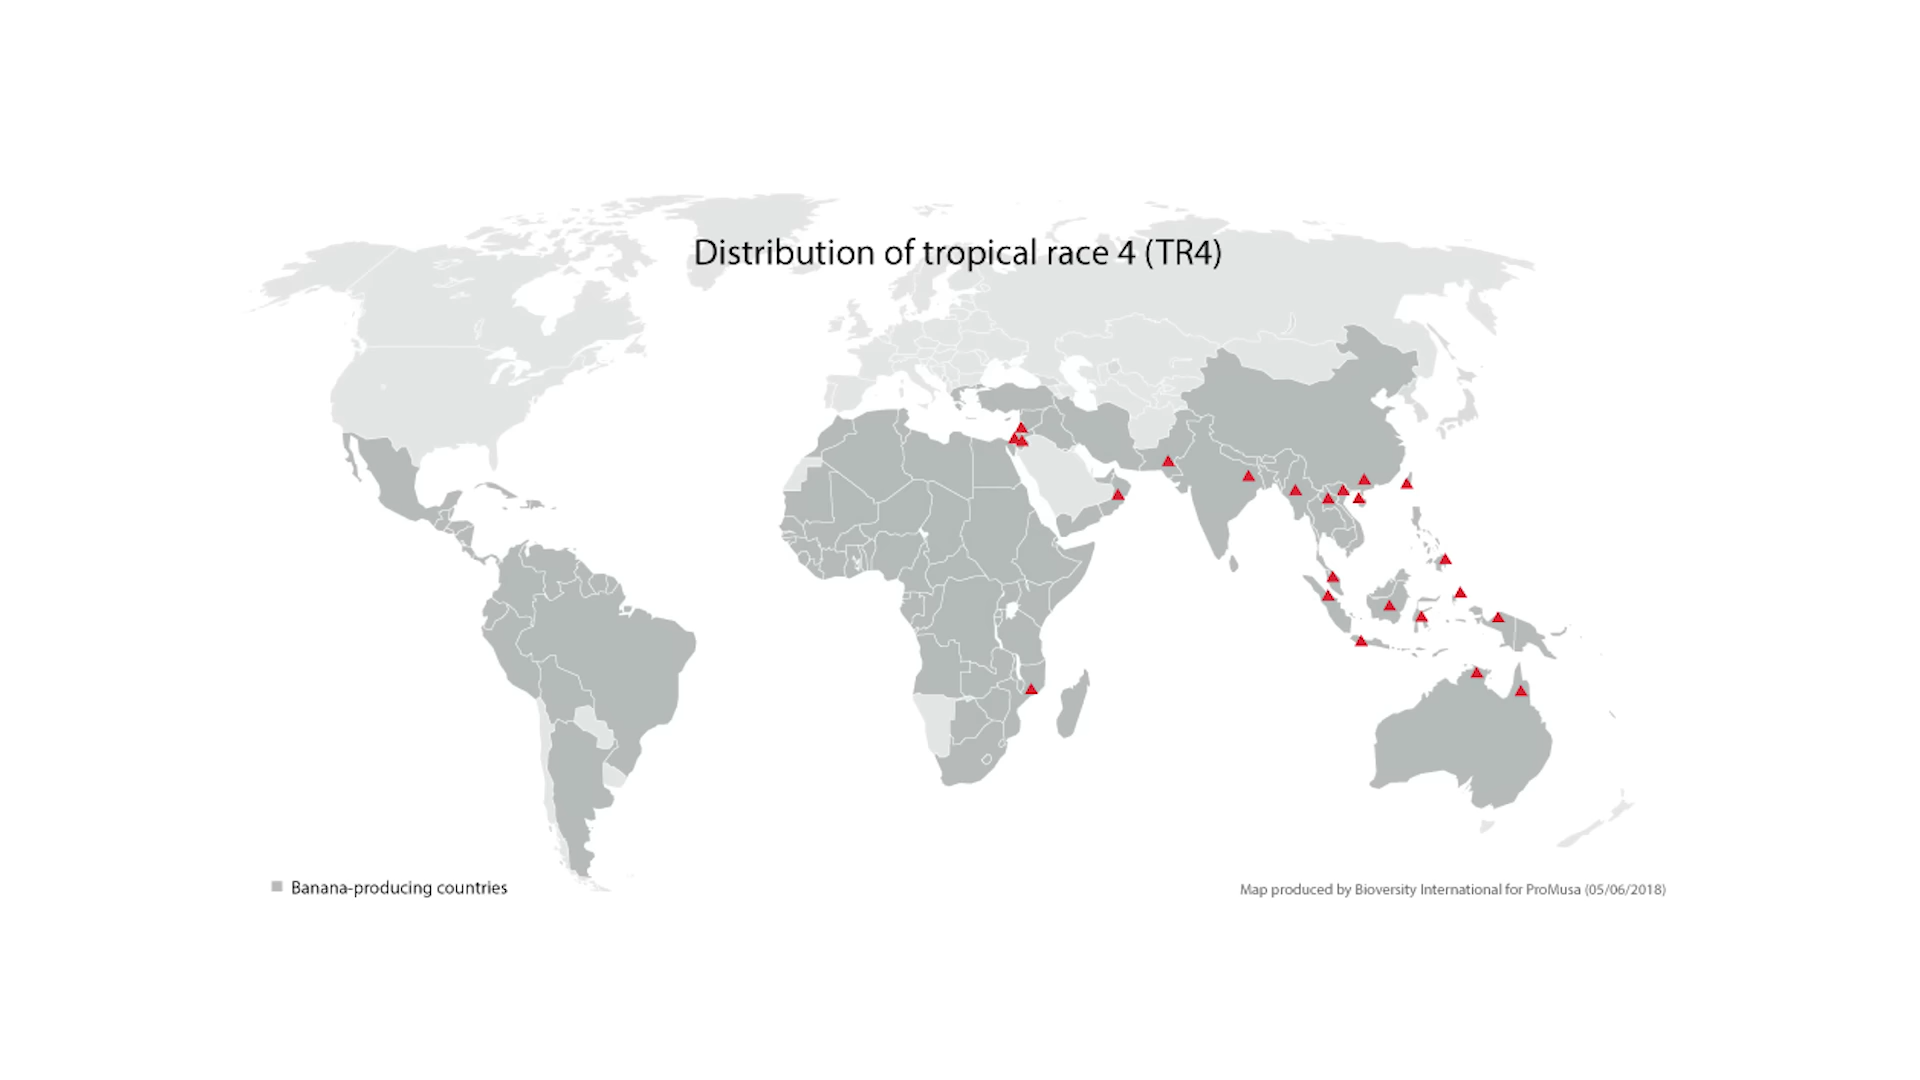 Distribution of tropical race 4 (TR4)
Banana-producing countries
Map produced by Bioversity International for ProMusa (05/06/2018)